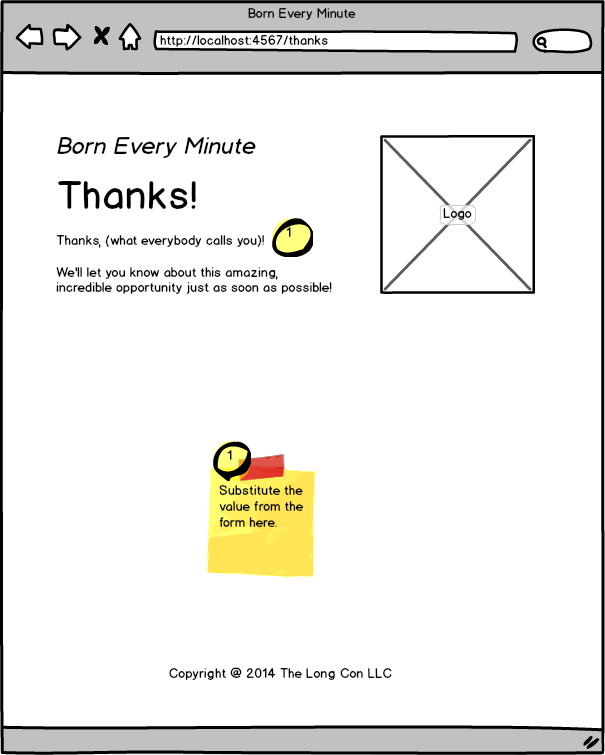 Born Every Minute
http://localhost:4567/thanks
Born Every Minute
Thanks!
Logo
Thanks, (what everybody calls you)!
1
We'll let you know about this amazing,
incredible opportunity just as soon as possible!
1
Substitute the
value from the
form here.
Copyright @ 2014 The Long Con LLC